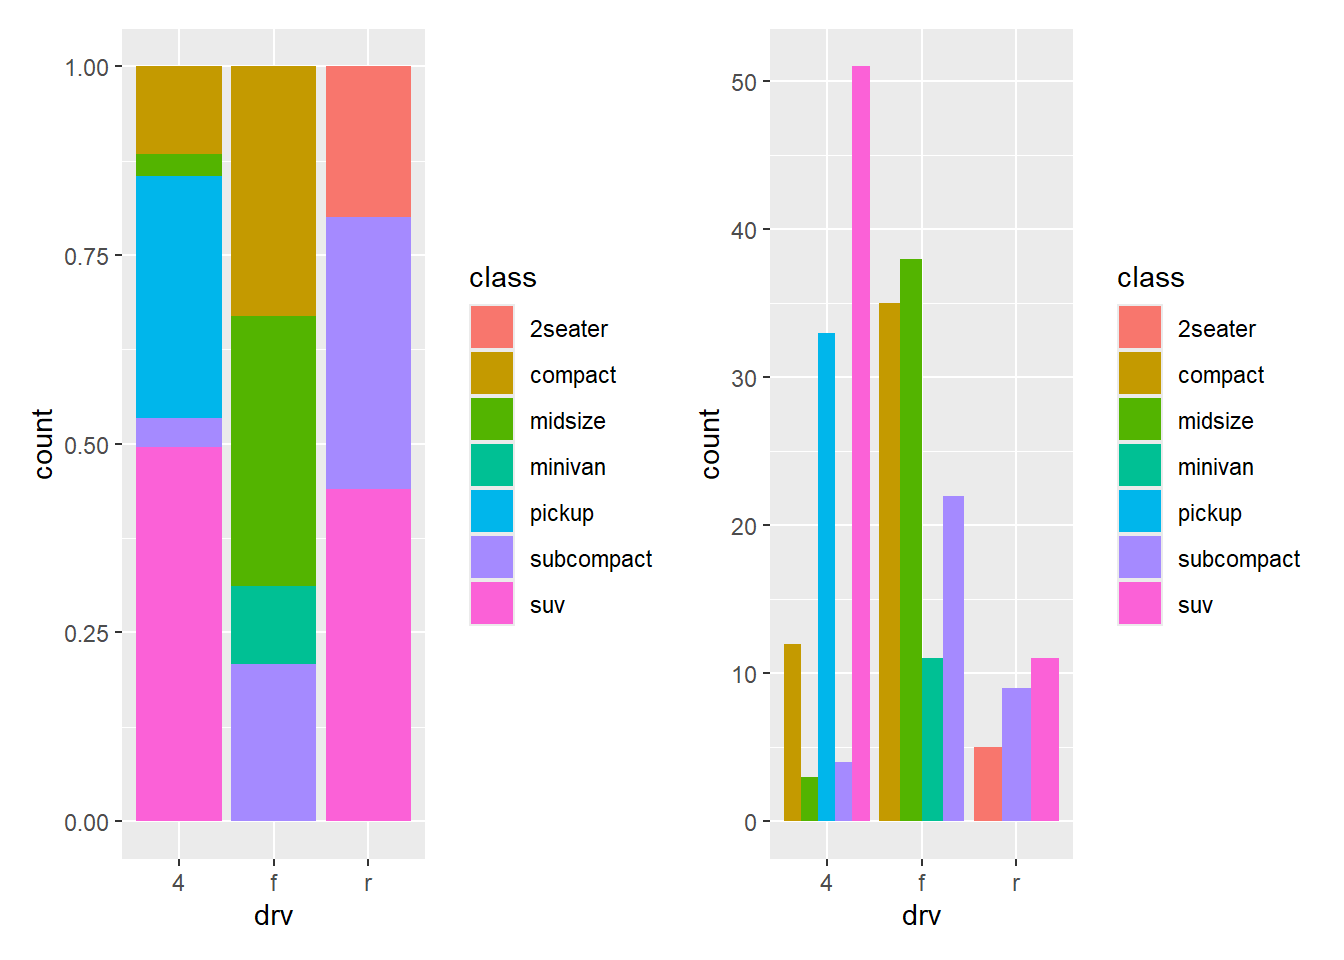 1.00
0.75
0.50
0.25
0.00
count
4 f r
drv
class
2seater
compact
midsize
minivan
pickup
subcompact
suv
50
40
30
20
10
0
count
4 f r
drv
class
2seater
compact
midsize
minivan
pickup
subcompact
suv